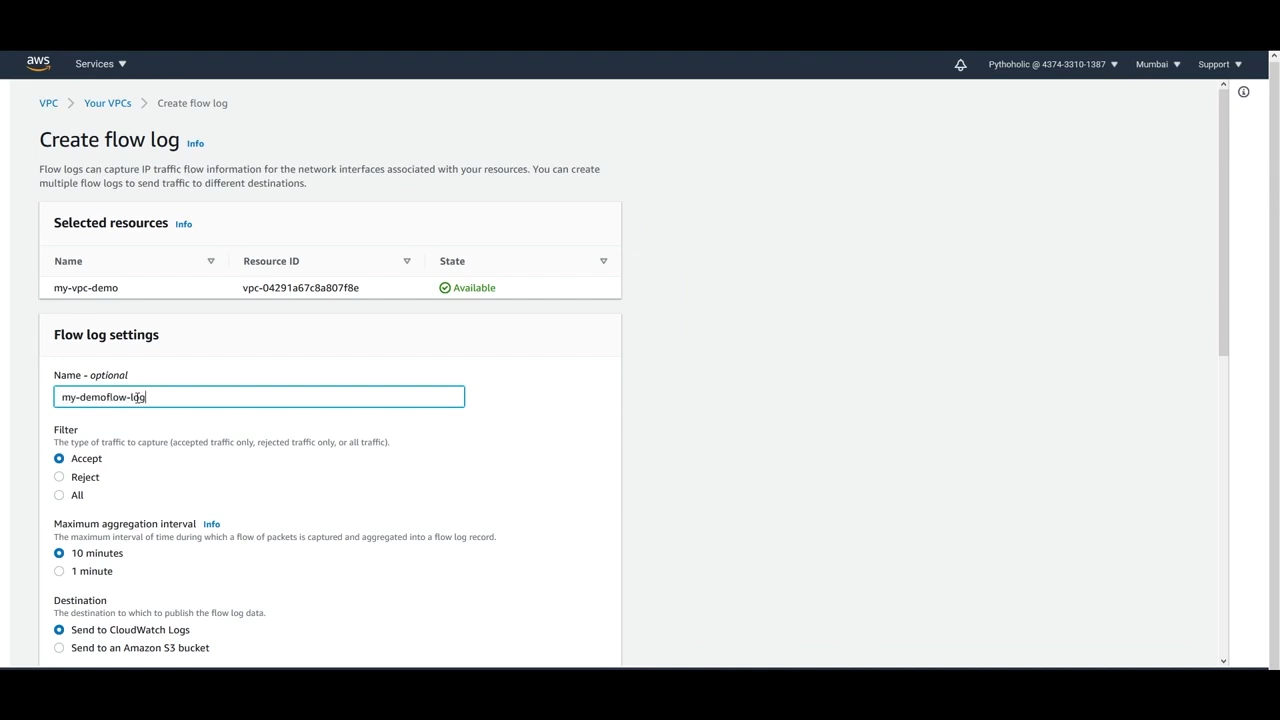 aws
Services ▼
Pythoholic @ 4374-3310-1387 ▼
Mumbai ▼
Support ▼
VPC > Your VPCs > Create flow log
Create flow log Info
Flow logs can capture IP traffic flow information for the network interfaces associated with your resources. You can create
multiple flow logs to send traffic to different destinations.
Selected resources Info
Name Resource ID State
my-vpc-demo vpc-04291a67c8a807f8e Available
Flow log settings
Name - optional
my-demoflow-log
Filter
The type of traffic to capture (accepted traffic only, rejected traffic only, or all traffic).
Accept
Reject
All
Maximum aggregation interval Info
The maximum interval of time during which a flow of packets is captured and aggregated into a flow log record.
10 minutes
1 minute
Destination
The destination to which to publish the flow log data.
Send to CloudWatch Logs
Send to an Amazon S3 bucket